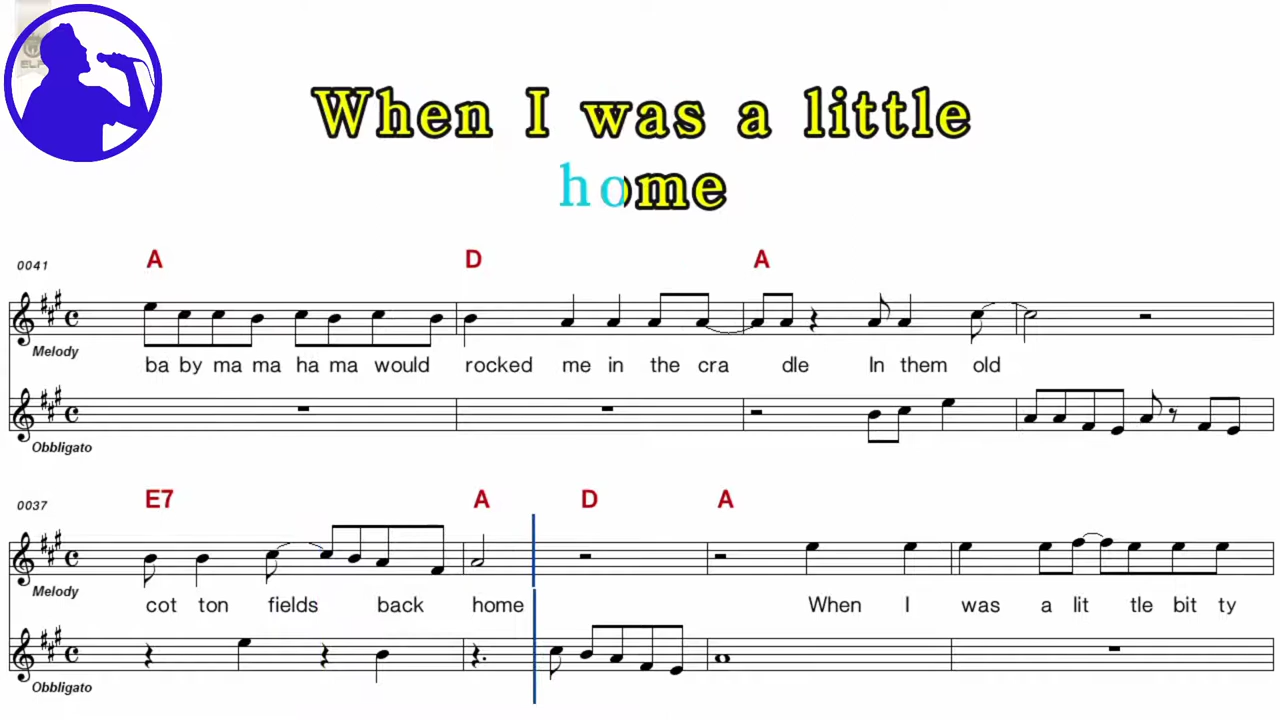 When I was a little
home
A D A
0041
Melody
ba by ma ma ha ma would rocked me in the cra dle In them old
Obbligato
E7 A D A
0037
Melody
cot ton fields back home When I was a lit tle bit ty
Obbligato